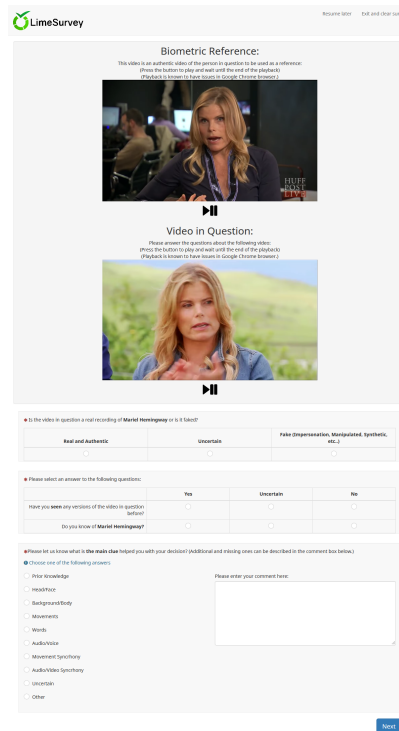 Resume later Exit and clear sur
LimeSurvey
Biometric Reference:
This video is an authentic video of the person in question to be used as a reference:
(Press the button to play and wait until the end of the playback)
(Playback is known to have issues in Google Chrome browser.)
HUFF
POST
LIVE
Video in Question:
Please answer the questions about the following video:
(Press the button to play and wait until the end of the playback)
(Playback is known to have issues in Google Chrome browser.)
Is the video in question a real recording of Mariel Hemingway or is it faked?
Real and Authentic Uncertain Fake (Impersonation, Manipulated, Synthetic,
etc..)
Please select an answer to the following questions:
Yes Uncertain No
Have you seen any versions of the video in question
before?
Do you know of Mariel Hemingway?
Please let us know what is the main clue helped you with your decision? (Additional and missing ones can be described in the comment box below.)
Choose one of the following answers
Prior Knowledge Please enter your comment here:
Head/Face
Background/Body
Movements
Words
Audio/Voice
Movement Syncrhony
Audio/Video Syncrhony
Uncertain
Other
Next